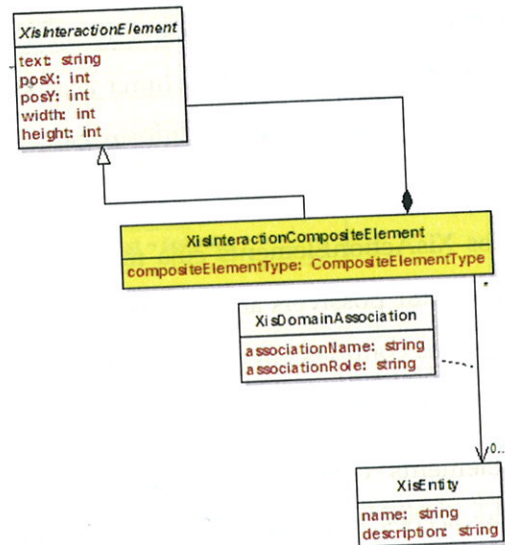 XisInteractionElement
text: string
posX: int
posY: int
width: int
height: int
XisInteractionCompositeElement
compositeElementType: CompositeElementType
*
XisDomainAssociation
associationName: string
associationRole: string
0..
XisEntity
name: string
description: string